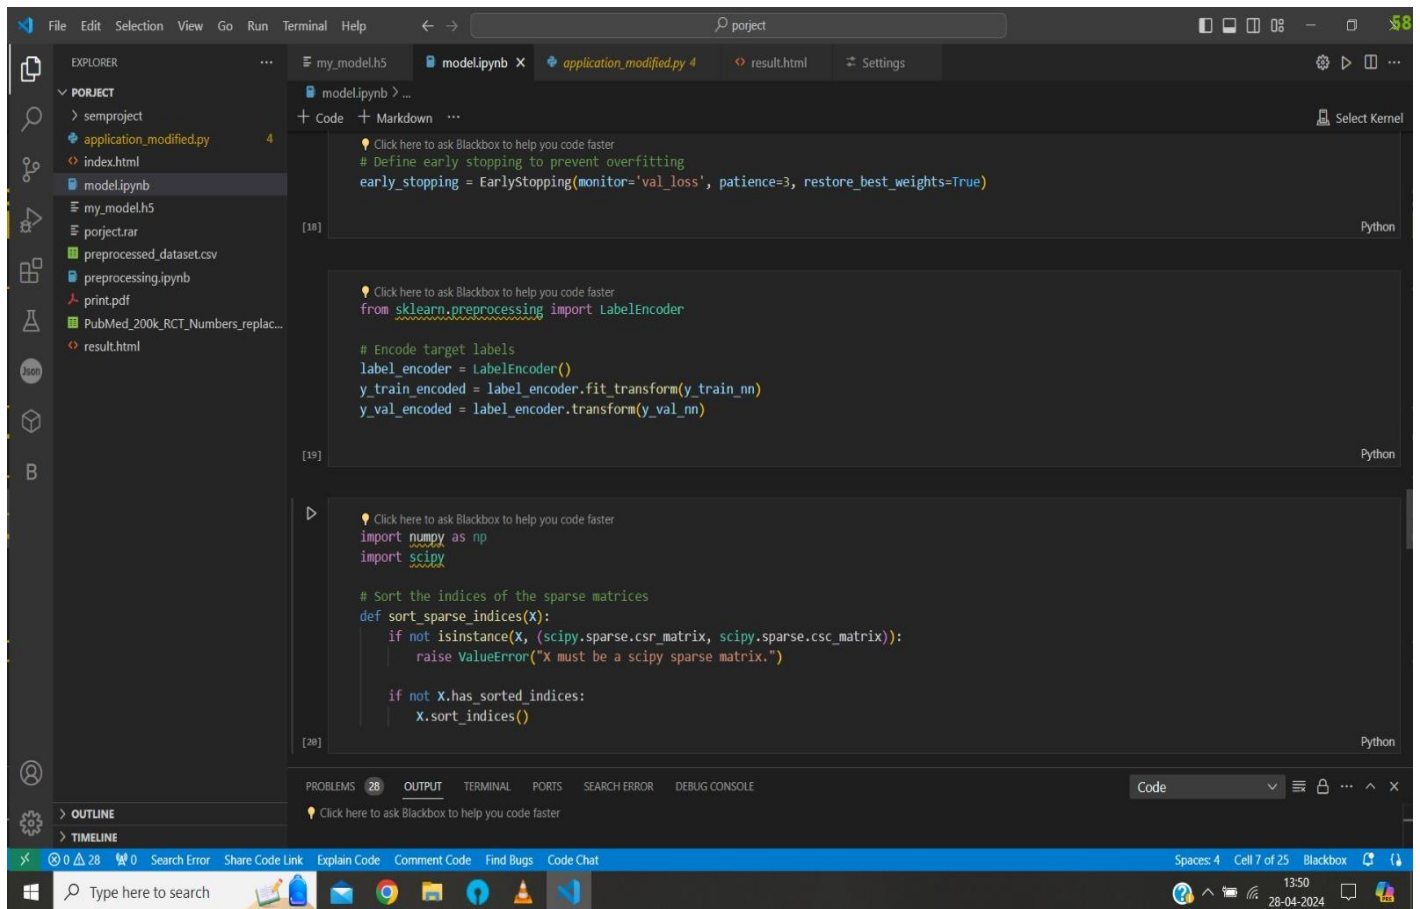 File Edit Selection View Go Run Terminal Help
porject
58
EXPLORER
my_model.h5
model.ipynb
application_modified.py 4
result.html
Settings
PORJECT
semproject
application_modified.py 4
index.html
model.ipynb
my_model.h5
porject.rar
preprocessed_dataset.csv
preprocessing.ipynb
print.pdf
PubMed_200k_RCT_Numbers_replac...
result.html
OUTLINE
TIMELINE
model.ipynb > ...
+ Code + Markdown ...
Select Kernel
Click here to ask Blackbox to help you code faster
# Define early stopping to prevent overfitting
early_stopping = EarlyStopping(monitor='val_loss', patience=3, restore_best_weights=True)
[18]
Python
Click here to ask Blackbox to help you code faster
from sklearn.preprocessing import LabelEncoder
# Encode target labels
label_encoder = LabelEncoder()
y_train_encoded = label_encoder.fit_transform(y_train_nn)
y_val_encoded = label_encoder.transform(y_val_nn)
[19]
Python
Click here to ask Blackbox to help you code faster
import numpy as np
import scipy
# Sort the indices of the sparse matrices
def sort_sparse_indices(X):
if not isinstance(X, (scipy.sparse.csr_matrix, scipy.sparse.csc_matrix)):
raise ValueError("X must be a scipy sparse matrix.")
if not X.has_sorted_indices:
X.sort_indices()
[20]
Python
PROBLEMS 28 OUTPUT TERMINAL PORTS SEARCH ERROR DEBUG CONSOLE
Code
Click here to ask Blackbox to help you code faster
Json
B
0 28 0 Search Error Share Code Link Explain Code Comment Code Find Bugs Code Chat
Spaces: 4 Cell 7 of 25 Blackbox
Type here to search
13:50
28-04-2024